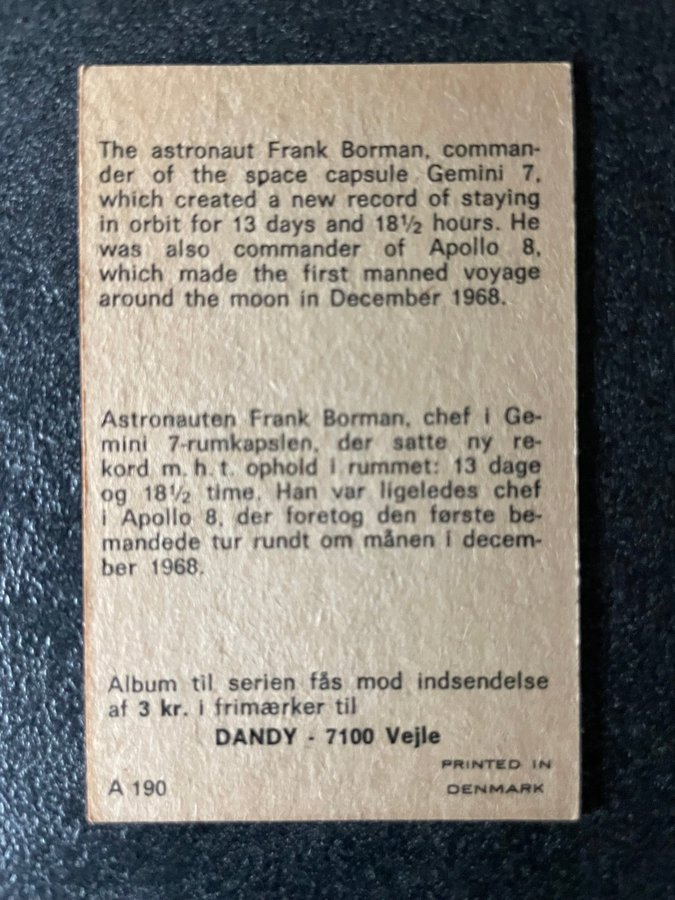 The astronaut Frank Borman, comman-
der of the space capsule Gemini 7,
which created a new record of staying
in orbit for 13 days and 18½ hours. He
was also commander of Apollo 8,
which made the first manned voyage
around the moon in December 1968.
Astronauten Frank Borman, chef i Ge-
mini 7-rumkapslen, der satte ny re-
kord m. h. t. ophold i rummet: 13 dage
og 18½ time. Han var ligeledes chef
i Apollo 8, der foretog den første be-
mandede tur rundt om månen i decem-
ber 1968.
Album til serien fås mod indsendelse
af 3 kr. i frimærker til
DANDY - 7100 Vejle
A 190
PRINTED IN
DENMARK